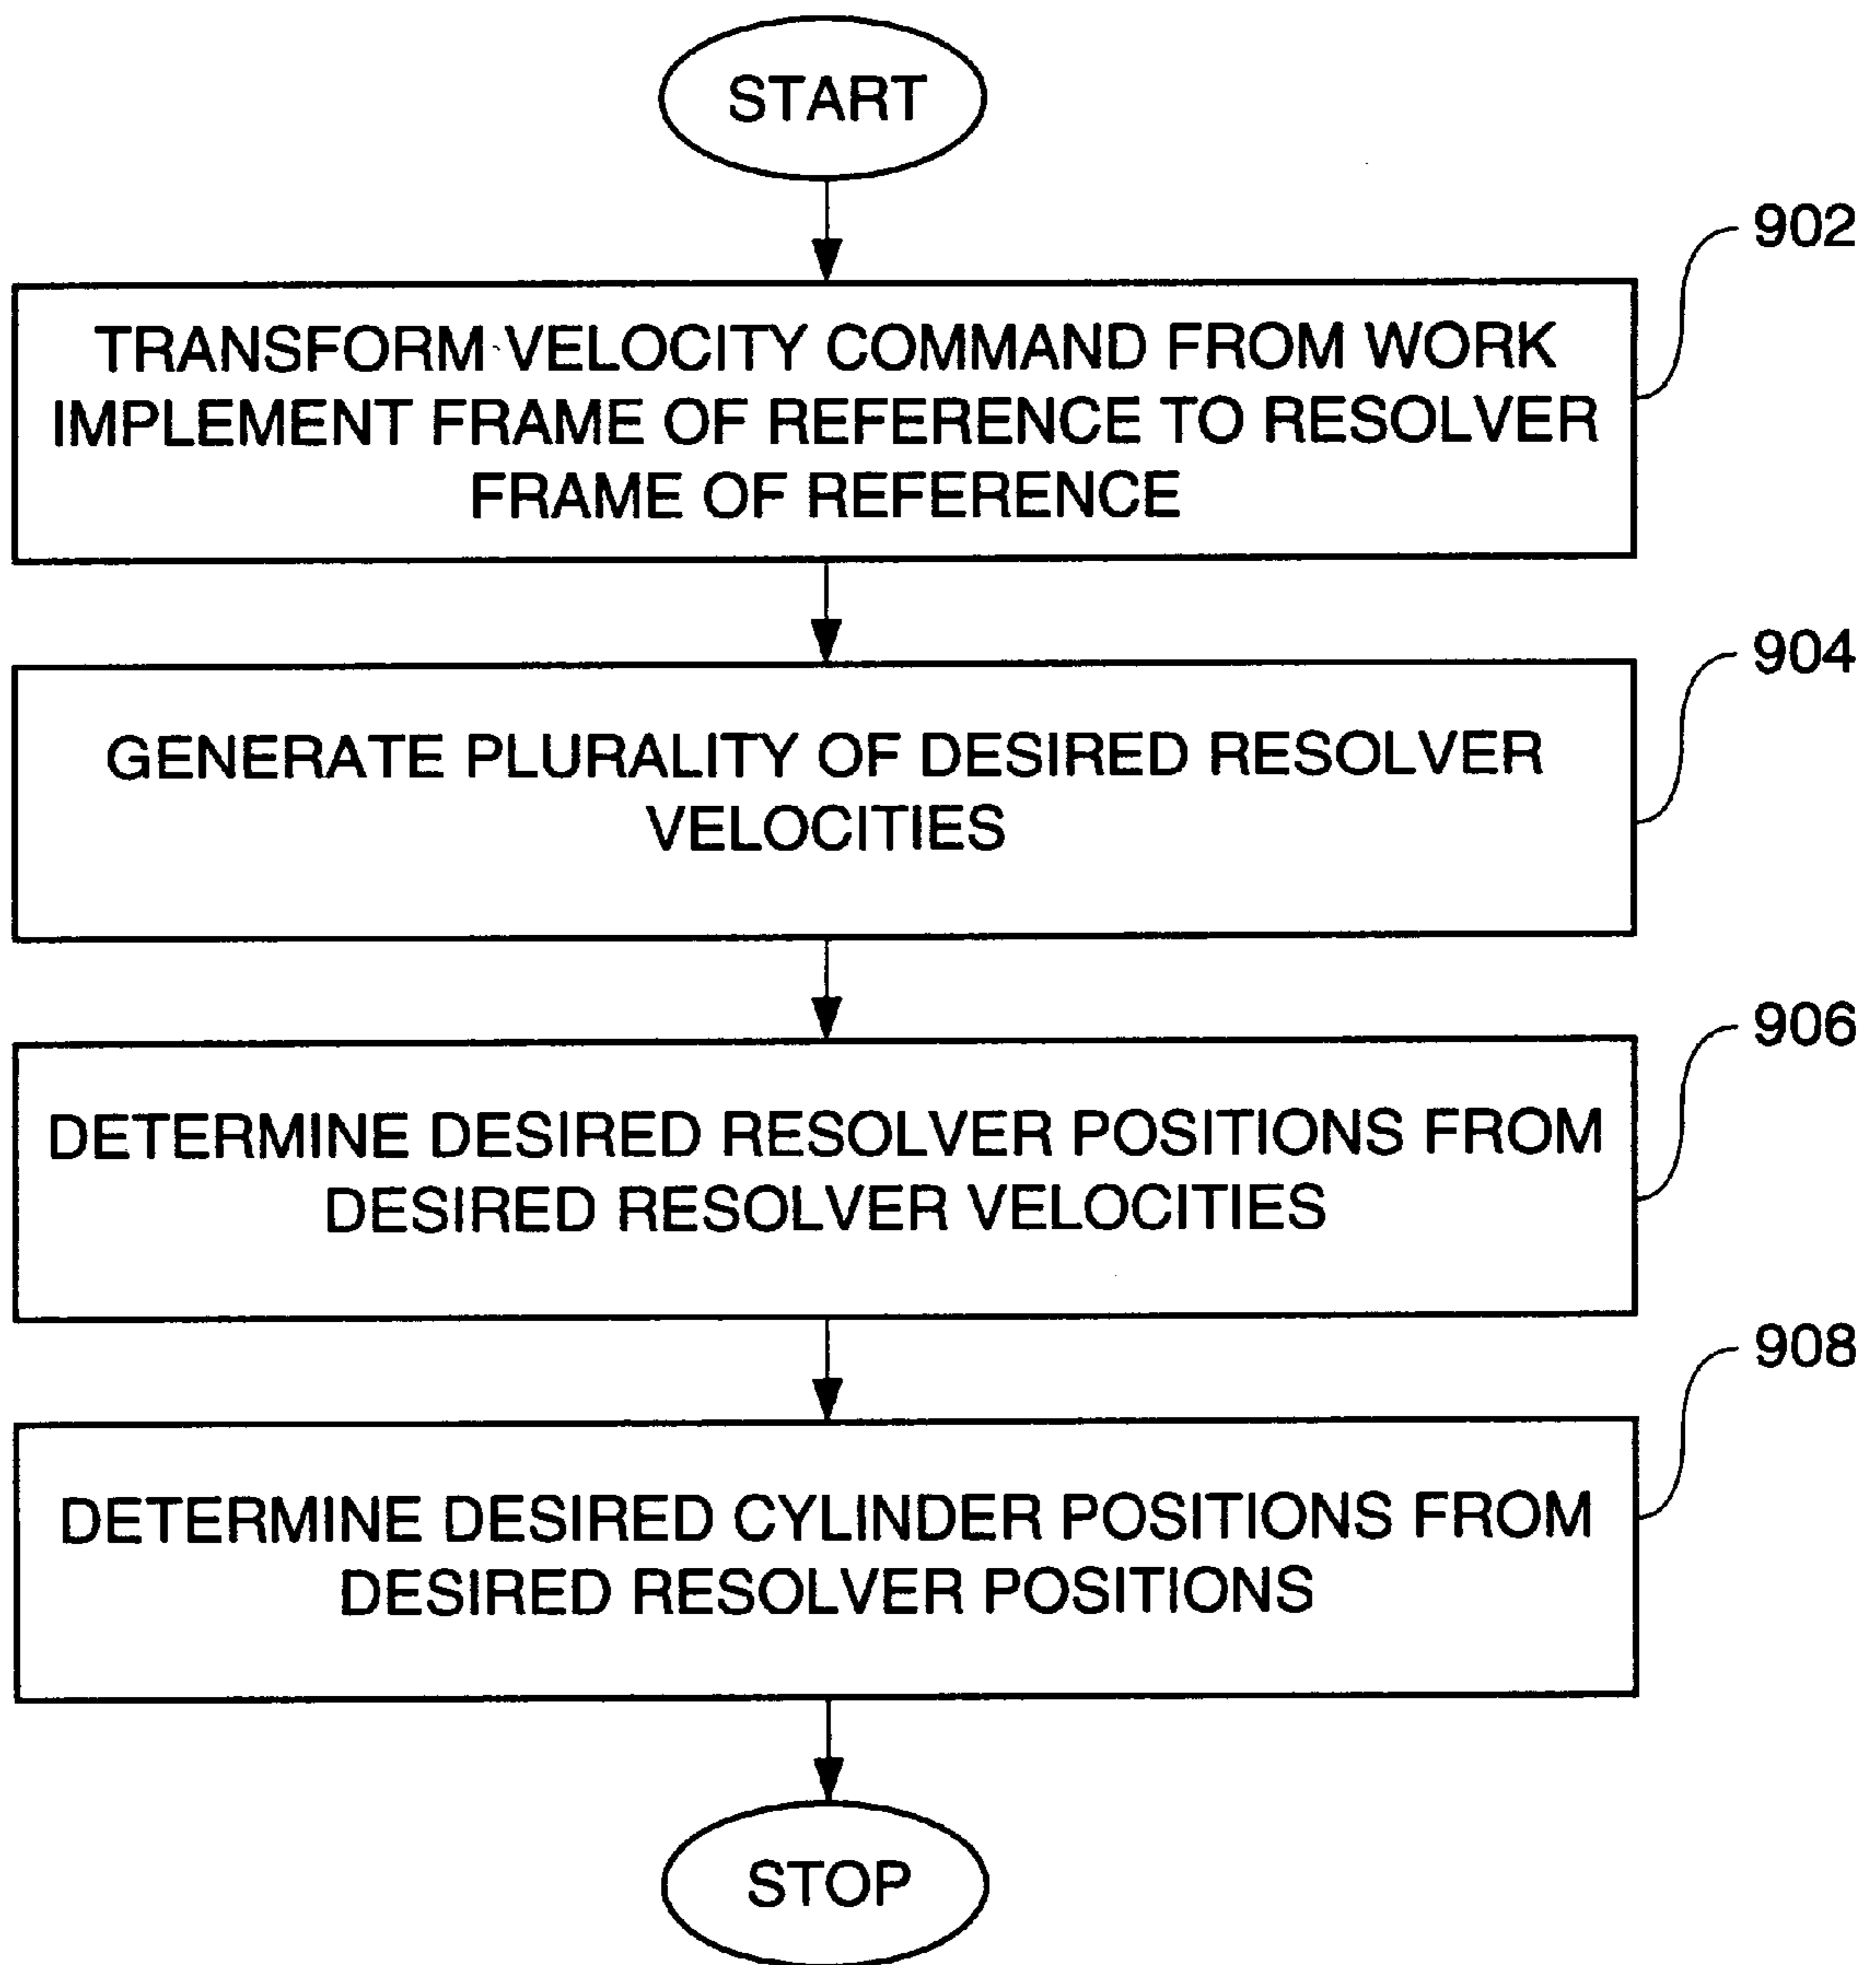 START
902
TRANSFORM VELOCITY COMMAND FROM WORK
IMPLEMENT FRAME OF REFERENCE TO RESOLVER
FRAME OF REFERENCE
904
GENERATE PLURALITY OF DESIRED RESOLVER
VELOCITIES
906
DETERMINE DESIRED RESOLVER POSITIONS FROM
DESIRED RESOLVER VELOCITIES
908
DETERMINE DESIRED CYLINDER POSITIONS FROM
DESIRED RESOLVER POSITIONS
STOP